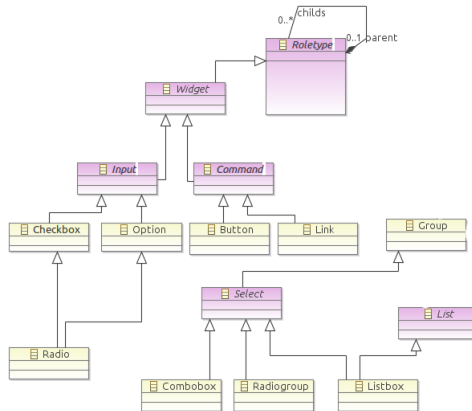 childs
0..*
0..1 parent
Roletype
Widget
Input
Command
Checkbox
Option
Button
Link
Group
Select
List
Radio
Combobox
Radiogroup
Listbox